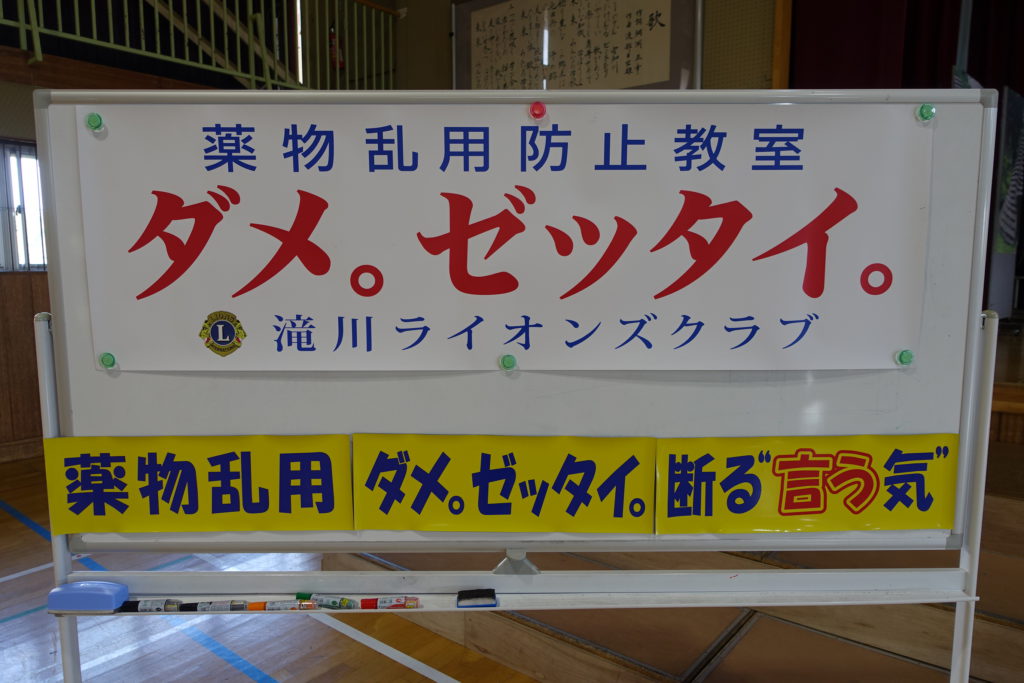 歌
薬物乱用防止教室
ダメ。ゼッタイ。
L
滝川ライオンズクラブ
薬物乱用 ダメ。ゼッタイ。 断る“言う気”